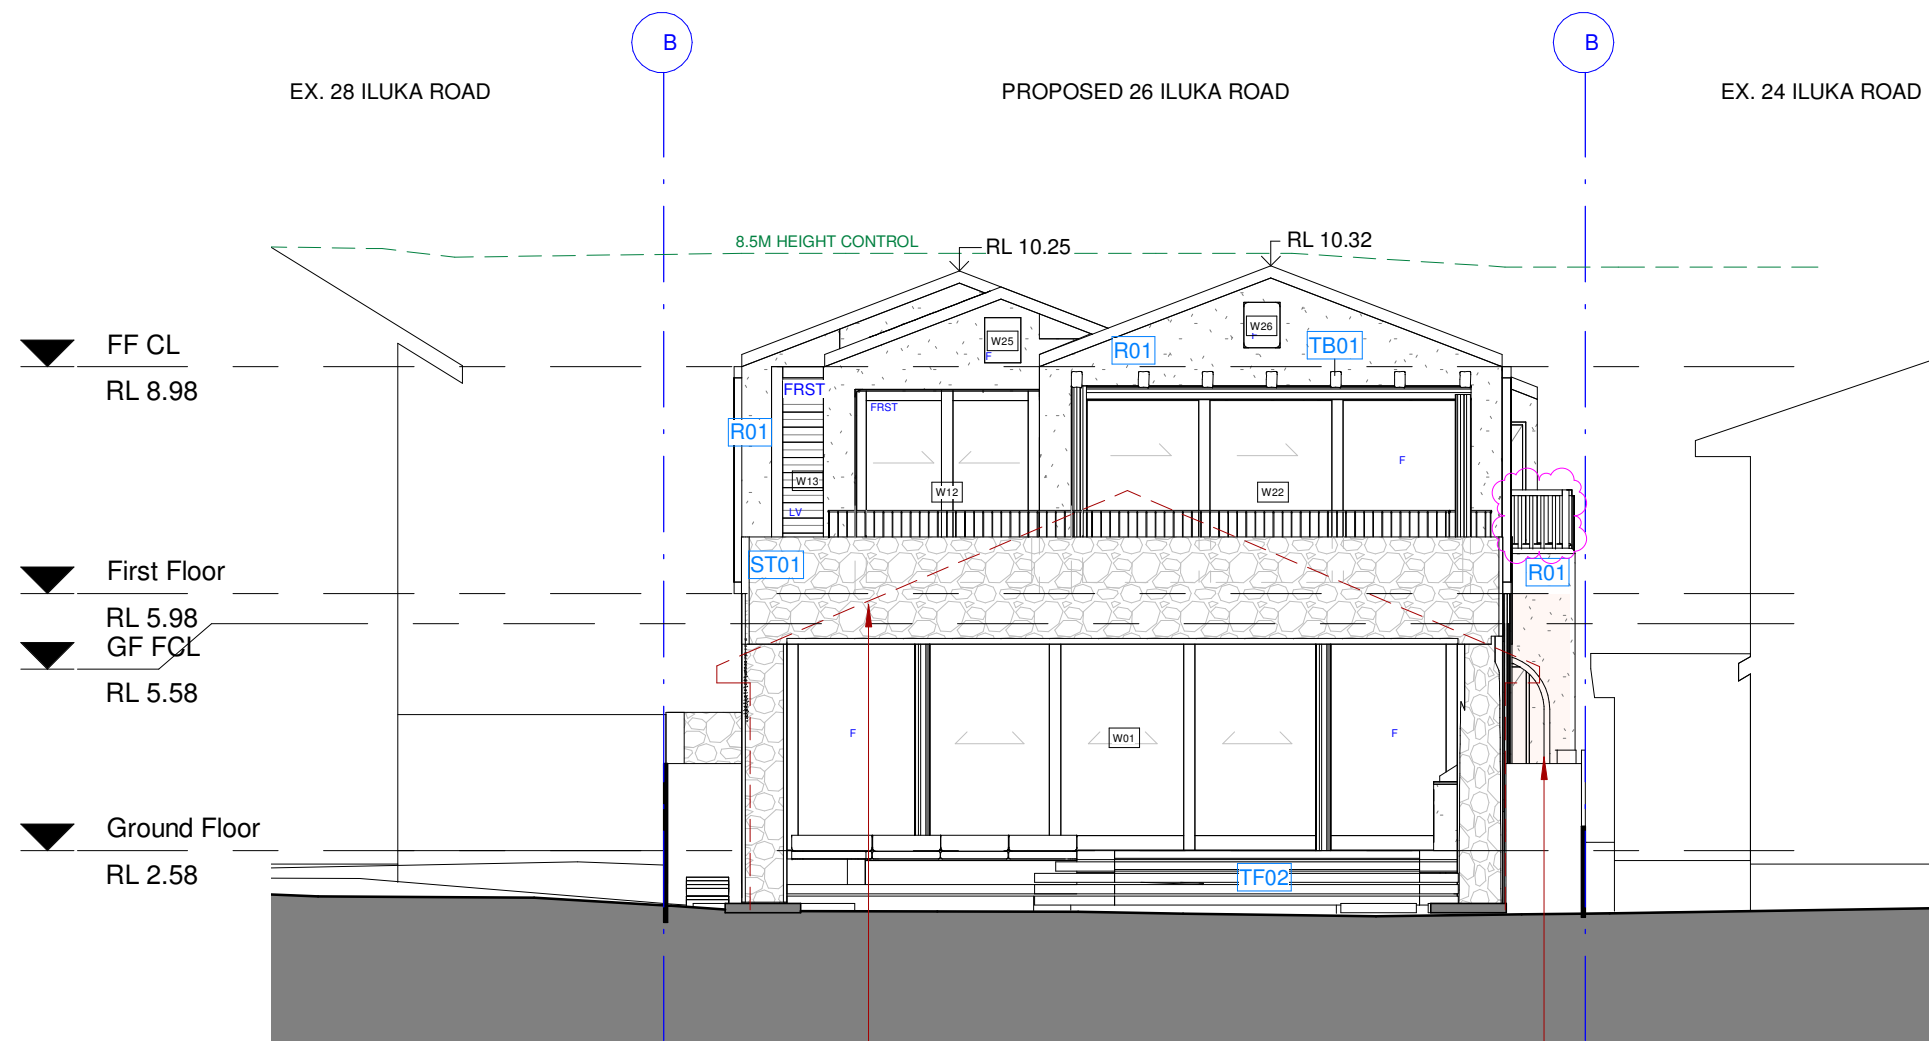 B
B
EX. 28 ILUKA ROAD
PROPOSED 26 ILUKA ROAD
EX. 24 ILUKA ROAD
8.5M HEIGHT CONTROL
RL 10.25
RL 10.32
FF CL
RL 8.98
W25
F
W26
F
R01
TB01
FRST
FRST
R01
F
W13
W12
W22
LV
ST01
R01
First Floor
RL 5.98
GF FCL
RL 5.58
F
W01
F
Ground Floor
RL 2.58
TF02